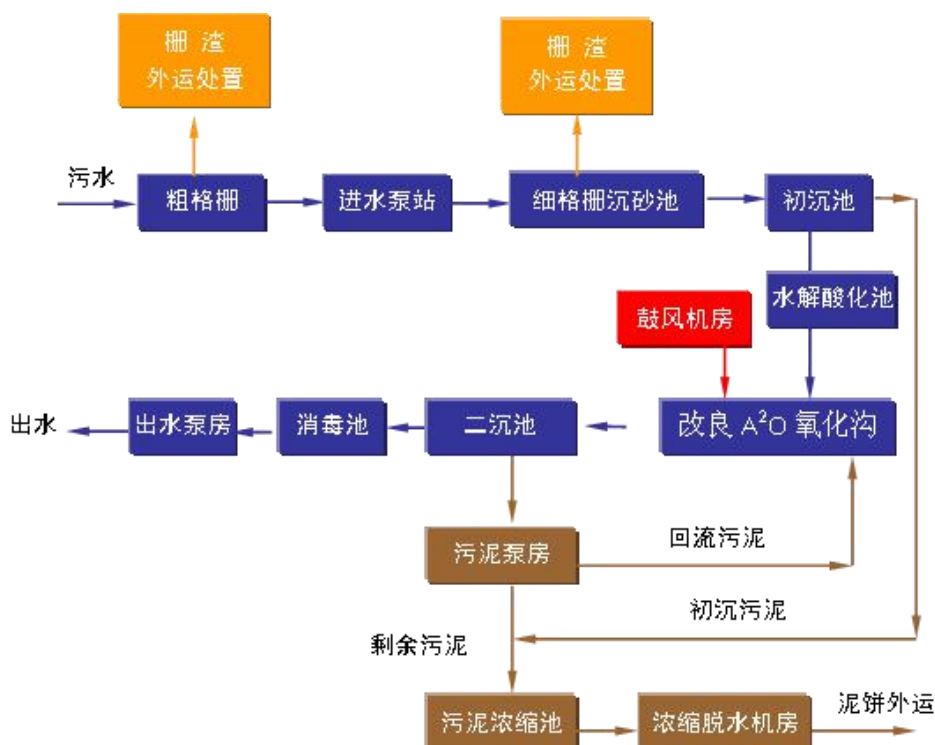 栅 渣
外运处置
栅 渣
外运处置
污水
粗格栅
进水泵站
细格栅沉砂池
初沉池
水解酸化池
鼓风机房
出水
出水泵房
消毒池
二沉池
改良 A²O 氧化沟
污泥泵房
回流污泥
初沉污泥
剩余污泥
污泥浓缩池
浓缩脱水机房
泥饼外运